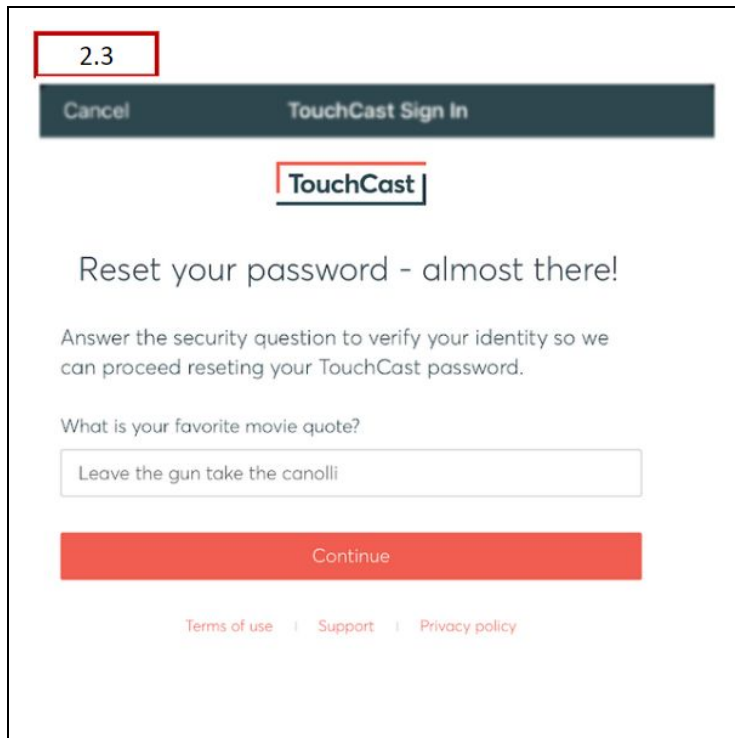 2.3
Cancel TouchCast Sign In
TouchCast
Reset your password - almost there!
Answer the security question to verify your identity so we
can proceed reseting your TouchCast password.
What is your favorite movie quote?
Leave the gun take the canolli
Continue
Terms of use | Support | Privacy policy